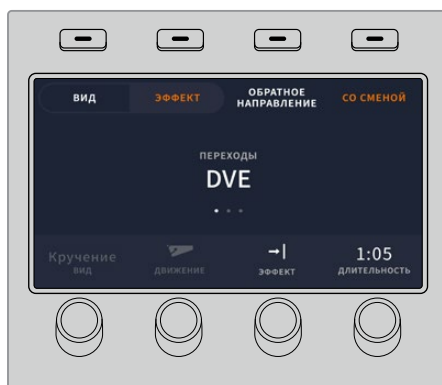 ВИД
ЭФФЕКТ
ОБРАТНОЕ
НАПРАВЛЕНИЕ
СО СМЕНОЙ
ПЕРЕХОДЫ
DVE
Кручение
ВИД
ДВИЖЕНИЕ
ЭФФЕКТ
1:05
ДЛИТЕЛЬНОСТЬ